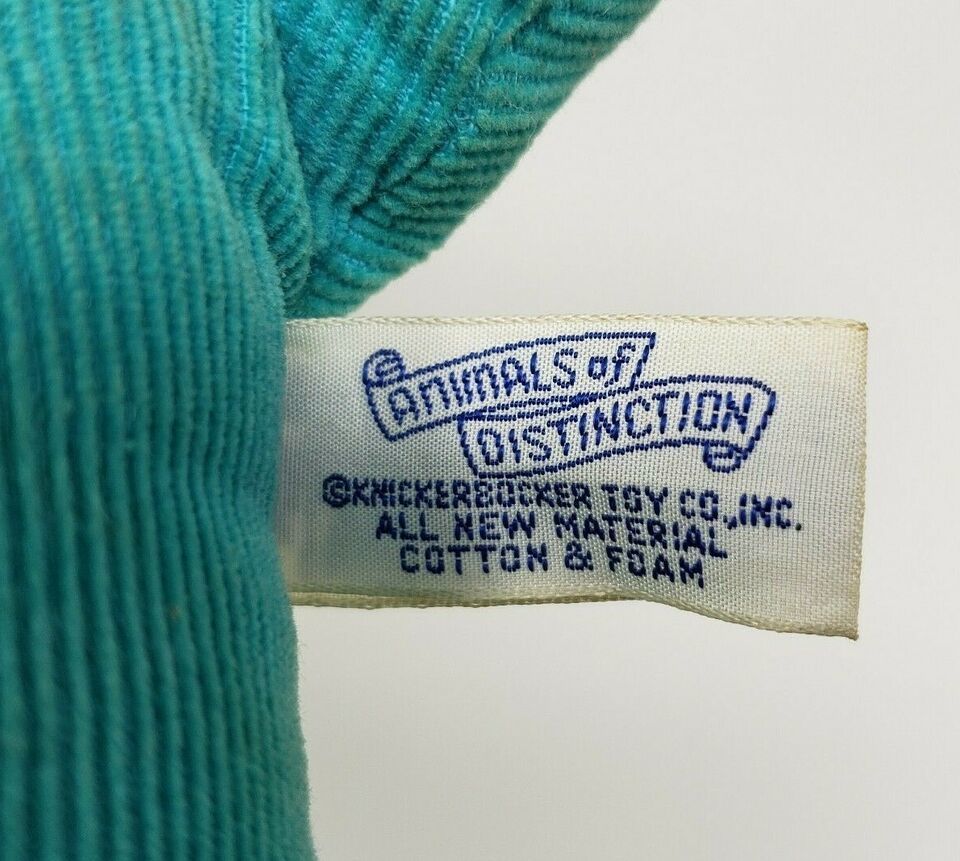 ANIMALS of
DISTINCTION
©KNICKERBOCKER TOY CO., INC.
ALL NEW MATERIAL
COTTON & FOAM